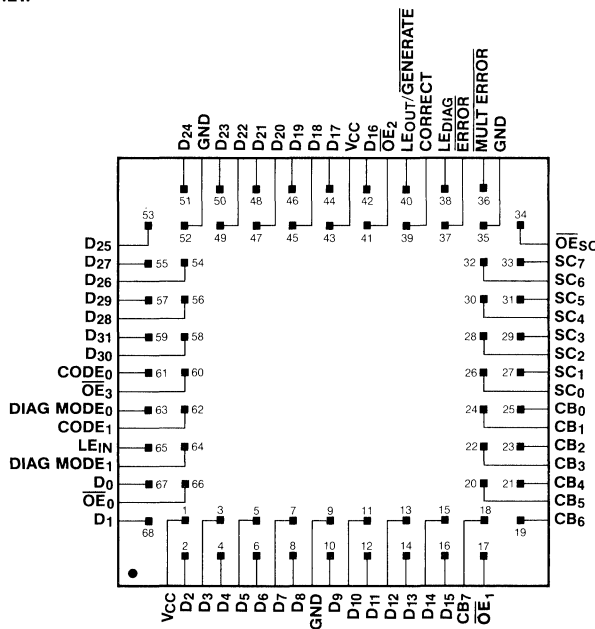 D24
GND
D23
D22
D21
D20
D19
D18
D17
VCC
D16
OE2
LEOUT/GENERATE
CORRECT
LEDIAG
ERROR
MULT ERROR
GND
51 50 48 46 44 42 40 38 36
53 52 49 47 45 43 41 39 37 35 34
D25 OESC
D27 55 54 32 33 SC7
D26 SC6
D29 57 56 30 31 SC5
D28 SC4
D31 59 58 28 29 SC3
D30 SC2
CODE0 61 60 26 27 SC1
OE3 SC0
DIAG MODE0 63 62 24 25 CB0
CODE1 CB1
LEIN 65 64 22 23 CB2
DIAG MODE1 CB3
D0 67 66 20 21 CB4
OE0 CB5
D1 68 1 3 5 7 9 11 13 15 18 19 CB6
2 4 6 8 10 12 14 16 17
VCC
D2
D3
D4
D5
D6
D7
D8
GND
D9
D10
D11
D12
D13
D14
D15
CB7
OE1